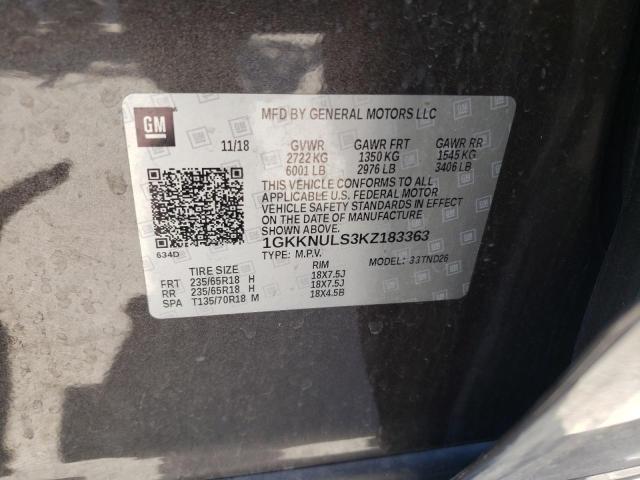 GM
MFD BY GENERAL MOTORS LLC
11/18 GVWR GAWR FRT GAWR RR
2722 KG 1350 KG 1545 KG
6001 LB 2976 LB 3406 LB
THIS VEHICLE CONFORMS TO ALL
APPLICABLE U.S. FEDERAL MOTOR
VEHICLE SAFETY STANDARDS IN EFFECT
ON THE DATE OF MANUFACTURE
SHOWN ABOVE.
1GKKNULS3KZ183363
634D TYPE: M.P.V. MODEL: 33TND26
TIRE SIZE RIM
FRT 235/65R18 H 18X7.5J
RR 235/65R18 H 18X7.5J
SPA T135/70R18 M 18X4.5B